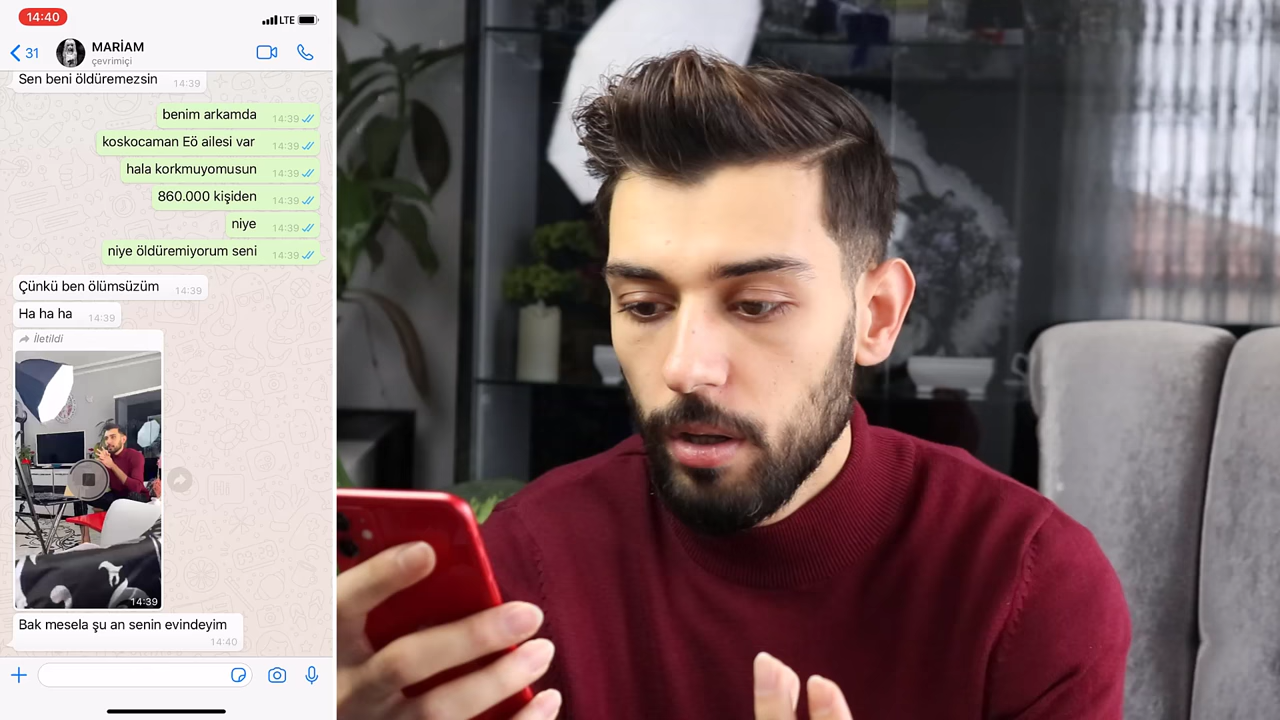 14:40
LTE
31
MARİAM
çevrimiçi
Sen beni öldüremezsin 14:39
benim arkamda 14:39
koskocaman Eö ailesi var 14:39
hala korkmuyomusun 14:39
860.000 kişiden 14:39
niye 14:39
niye öldüremiyorum seni 14:39
Çünkü ben ölümsüzüm 14:39
Ha ha ha 14:39
İletildi
14:39
Bak mesela şu an senin evindeyim
14:40